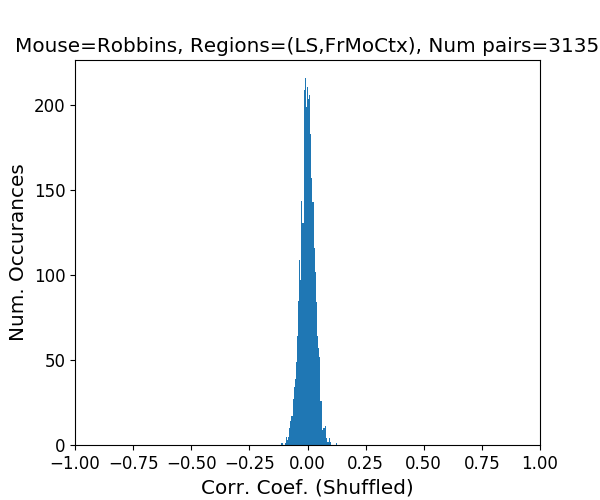 Mouse=Robbins, Regions=(LS,FrMoCtx), Num pairs=3135
Num. Occurances
200
150
100
50
0
−1.00 −0.75 −0.50 −0.25 0.00 0.25 0.50 0.75 1.00
Corr. Coef. (Shuffled)